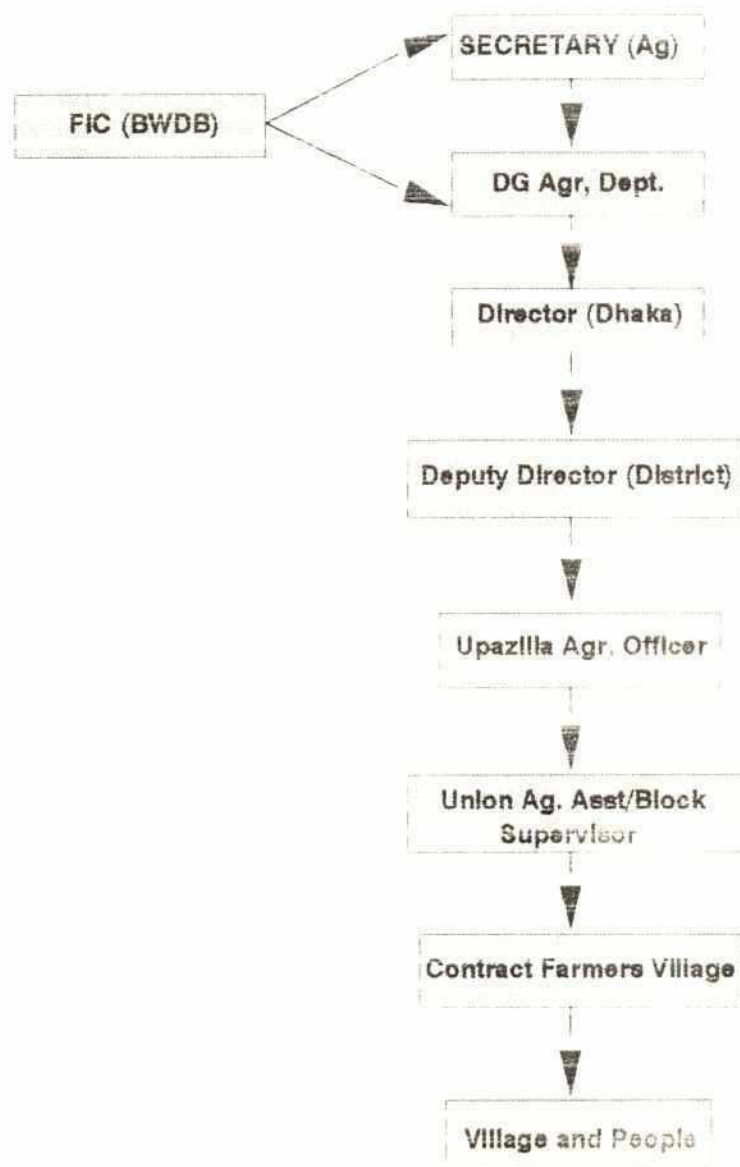 SECRETARY (Ag)
FIC (BWDB)
DG Agr, Dept.
Director (Dhaka)
Deputy Director (District)
Upazilla Agr. Officer
Union Ag. Asst/Block
Supervisor
Contract Farmers Village
Village and People